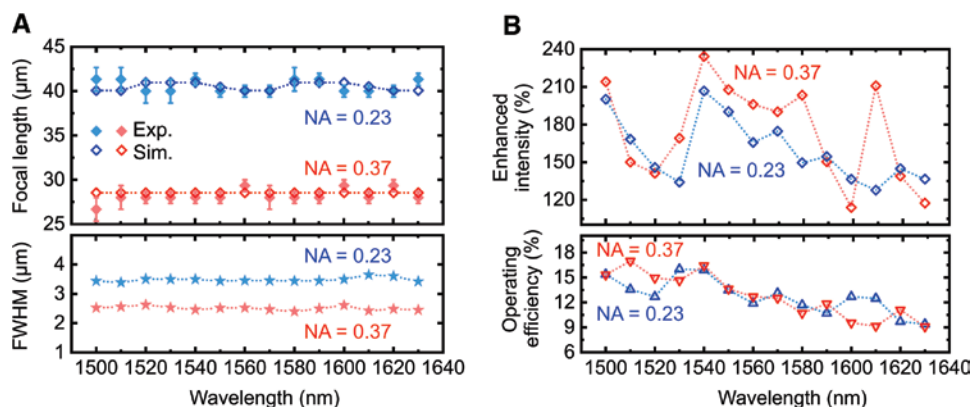 A
Focal length (µm)
45
40
35
30
25
NA = 0.23
Exp.
Sim.
NA = 0.37
FWHM (µm)
4
3
2
1
NA = 0.23
NA = 0.37
1500 1520 1540 1560 1580 1600 1620 1640
Wavelength (nm)
B
Enhanced
intensity (%)
240
210
180
150
120
NA = 0.37
NA = 0.23
Operating
efficiency (%)
18
15
12
9
6
NA = 0.37
NA = 0.23
1500 1520 1540 1560 1580 1600 1620 1640
Wavelength (nm)